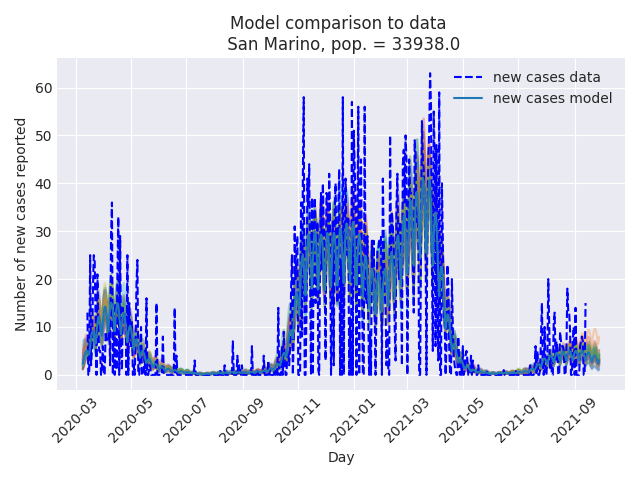 Model comparison to data
San Marino, pop. = 33938.0
new cases data
new cases model
Number of new cases reported
60
50
40
30
20
10
0
2020-03
2020-05
2020-07
2020-09
2020-11
2021-01
2021-03
2021-05
2021-07
2021-09
Day